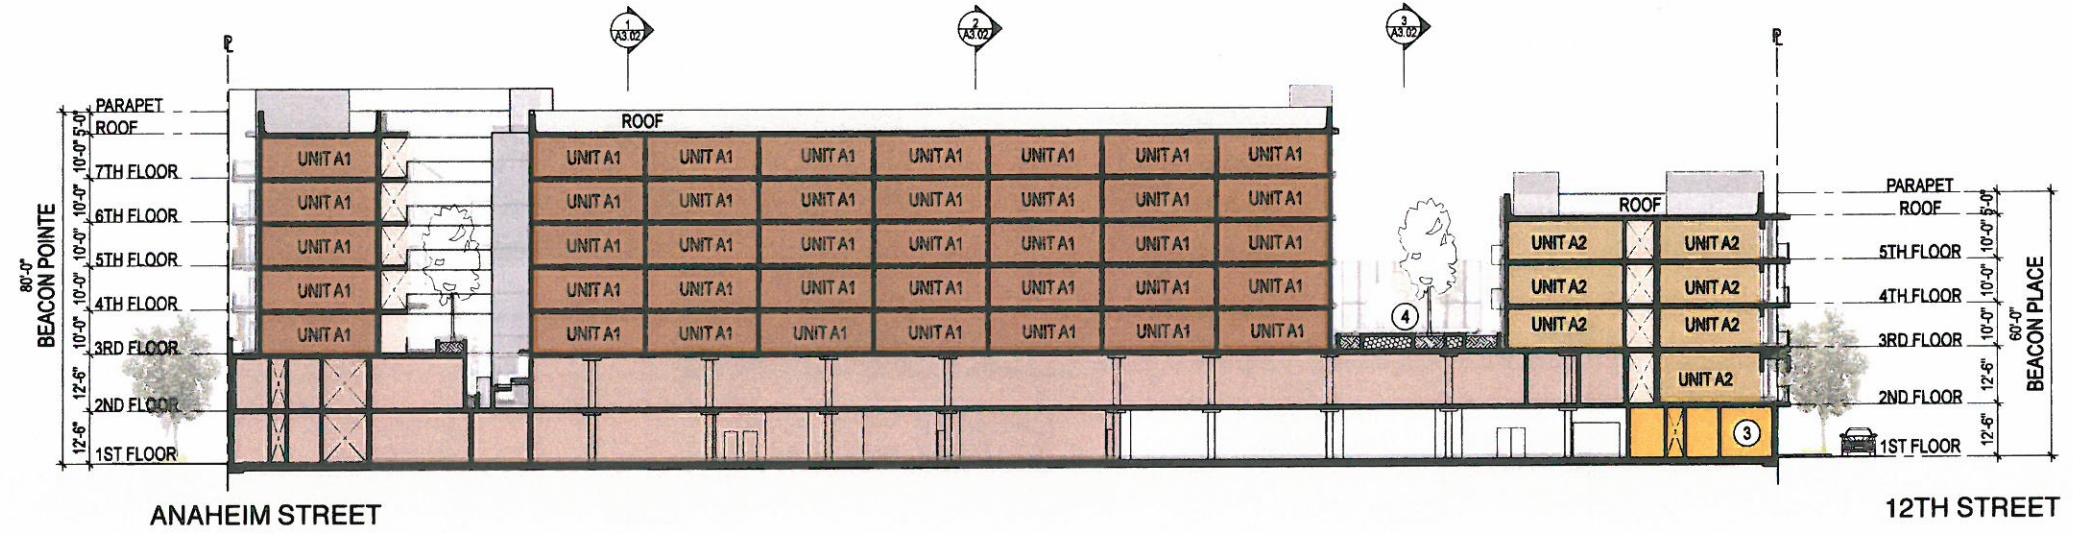 1
A3.02
2
A3.02
3
A3.02
PL
PL
PARAPET
ROOF
7TH FLOOR
6TH FLOOR
5TH FLOOR
4TH FLOOR
3RD FLOOR
2ND FLOOR
1ST FLOOR
5'-0"
10'-0"
10'-0"
10'-0"
10'-0"
10'-0"
12'-6"
12'-6"
80'-0"
BEACON POINTE
ROOF
UNIT A1
UNIT A1 UNIT A1 UNIT A1 UNIT A1 UNIT A1 UNIT A1 UNIT A1
UNIT A1
UNIT A1 UNIT A1 UNIT A1 UNIT A1 UNIT A1 UNIT A1 UNIT A1
UNIT A1
UNIT A1 UNIT A1 UNIT A1 UNIT A1 UNIT A1 UNIT A1 UNIT A1
UNIT A1
UNIT A1 UNIT A1 UNIT A1 UNIT A1 UNIT A1 UNIT A1 UNIT A1
UNIT A1
UNIT A1 UNIT A1 UNIT A1 UNIT A1 UNIT A1 UNIT A1 UNIT A1
4
ROOF
UNIT A2 UNIT A2
UNIT A2 UNIT A2
UNIT A2 UNIT A2
UNIT A2
3
PARAPET
ROOF
5TH FLOOR
4TH FLOOR
3RD FLOOR
2ND FLOOR
1ST FLOOR
5'-0"
10'-0"
10'-0"
10'-0"
12'-6"
12'-6"
60'-0"
BEACON PLACE
ANAHEIM STREET
12TH STREET